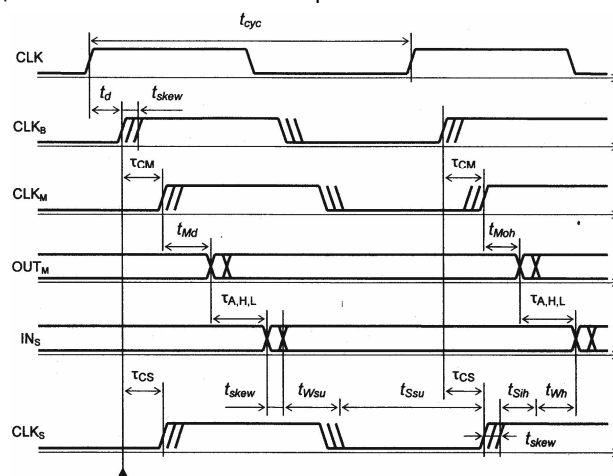 t_cyc
CLK
t_d t_skew
CLK_B
τ_CM τ_CM
CLK_M
t_Md t_Moh
OUT_M
τ_A,H,L τ_A,H,L
IN_S
τ_CS t_skew t_Wsu t_Ssu τ_CS t_Sih t_Wh
CLK_S
t_skew